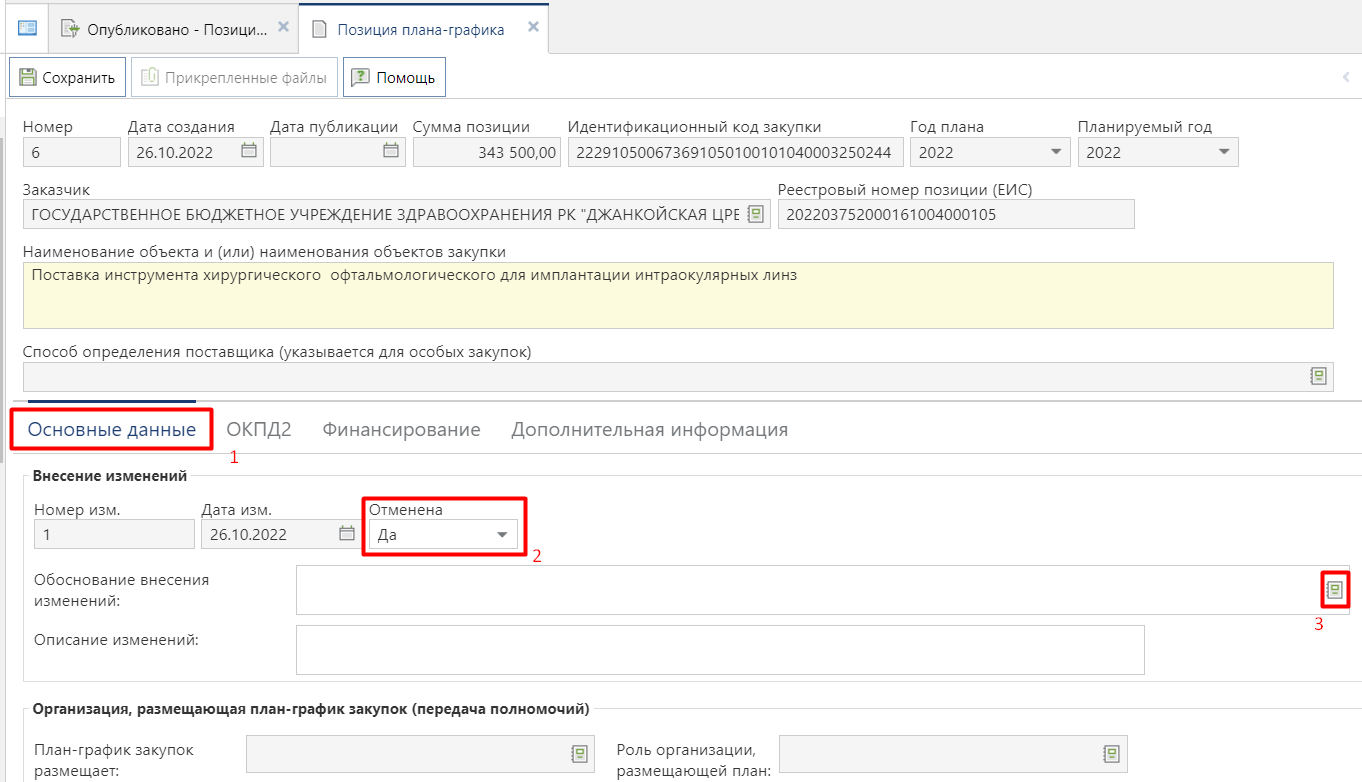 Опубликовано - Позици...
Позиция плана-графика
Сохранить
Прикрепленные файлы
Помощь
Номер Дата создания Дата публикации Сумма позиции Идентификационный код закупки Год плана Планируемый год
6 26.10.2022 343 500,00 222910500673691050100101040003250244 2022 2022
Заказчик Реестровый номер позиции (ЕИС)
ГОСУДАРСТВЕННОЕ БЮДЖЕТНОЕ УЧРЕЖДЕНИЕ ЗДРАВООХРАНЕНИЯ РК "ДЖАНКОЙСКАЯ ЦРБ 202203752000161004000105
Наименование объекта и (или) наименования объектов закупки
Поставка инструмента хирургического офтальмологического для имплантации интраокулярных линз
Способ определения поставщика (указывается для особых закупок)
Основные данные ОКПД2 Финансирование Дополнительная информация
1
Внесение изменений
Номер изм. Дата изм. Отменена
1 26.10.2022 Да
2
Обоснование внесения
изменений:
3
Описание изменений:
Организация, размещающая план-график закупок (передача полномочий)
План-график закупок Роль организации,
размещает: размещающей план: